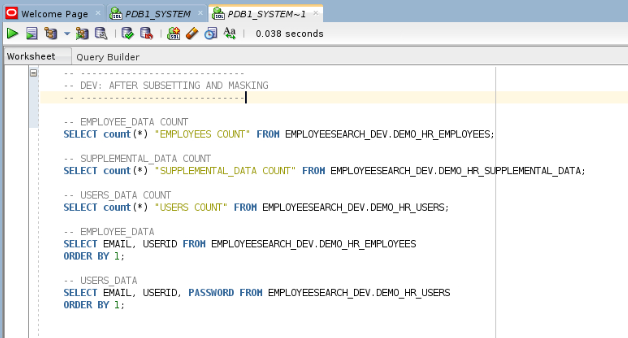 Welcome Page
PDB1_SYSTEM
PDB1_SYSTEM~1
0.038 seconds
Worksheet
Query Builder
-- -----------------------------
-- DEV: AFTER SUBSETTING AND MASKING
-- -----------------------------
-- EMPLOYEE_DATA COUNT
SELECT count(*) "EMPLOYEES COUNT" FROM EMPLOYEESEARCH_DEV.DEMO_HR_EMPLOYEES;
-- SUPPLEMENTAL_DATA COUNT
SELECT count(*) "SUPPLEMENTAL_DATA COUNT" FROM EMPLOYEESEARCH_DEV.DEMO_HR_SUPPLEMENTAL_DATA;
-- USERS_DATA COUNT
SELECT count(*) "USERS COUNT" FROM EMPLOYEESEARCH_DEV.DEMO_HR_USERS;
-- EMPLOYEE_DATA
SELECT EMAIL, USERID FROM EMPLOYEESEARCH_DEV.DEMO_HR_EMPLOYEES
ORDER BY 1;
-- USERS_DATA
SELECT EMAIL, USERID, PASSWORD FROM EMPLOYEESEARCH_DEV.DEMO_HR_USERS
ORDER BY 1;